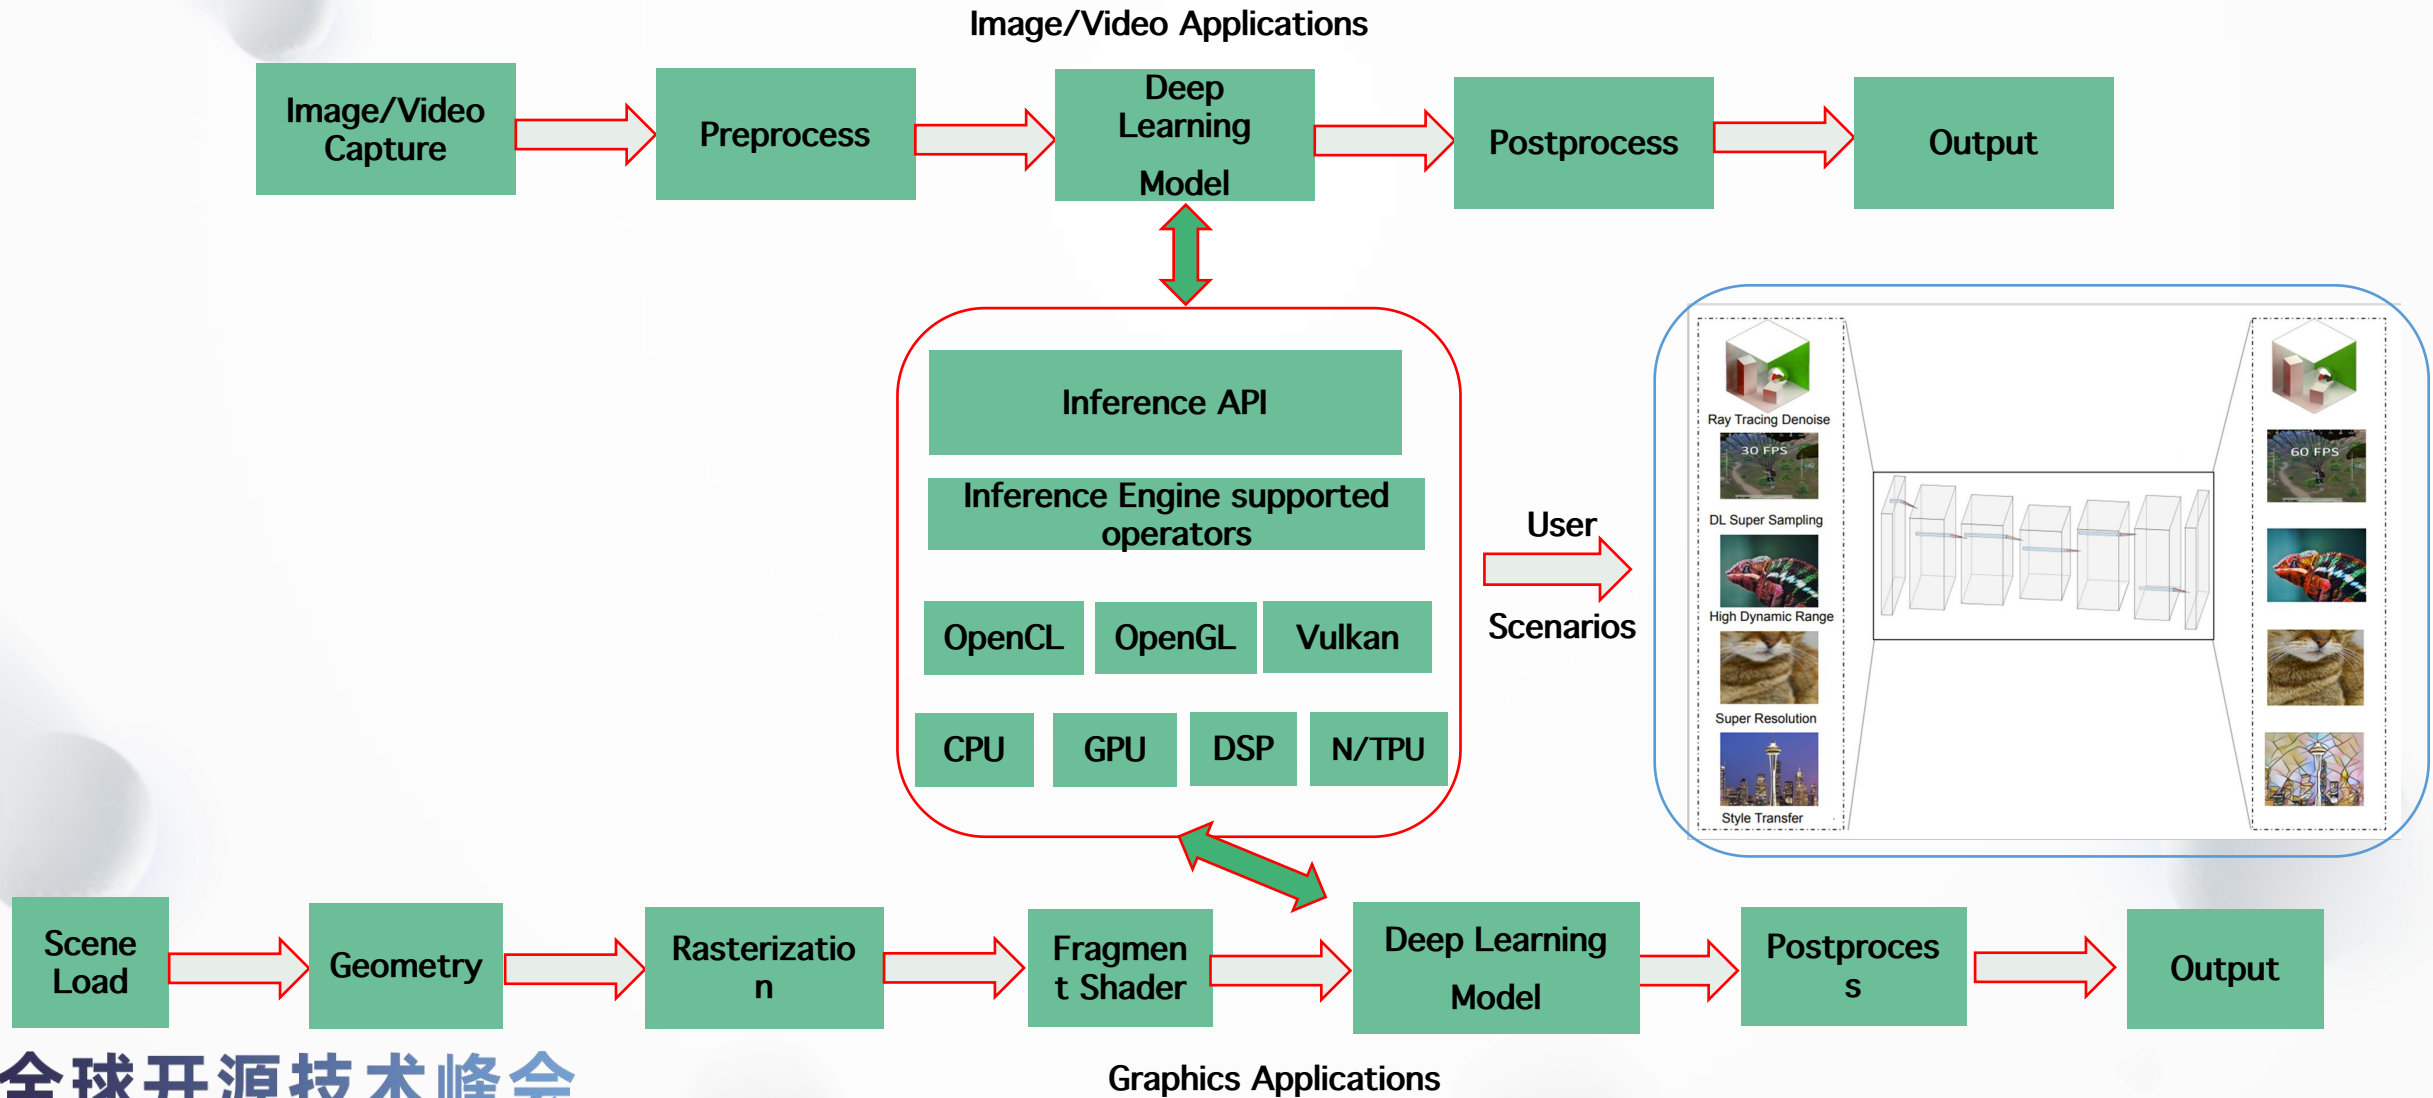 Image/Video Applications
Image/Video
Capture
Preprocess
Deep
Learning
Model
Postprocess
Output
Inference API
Inference Engine supported
operators
OpenCL
OpenGL
Vulkan
CPU
GPU
DSP
N/TPU
User
Scenarios
Ray Tracing Denoise
30 FPS
60 FPS
DL Super Sampling
High Dynamic Range
Super Resolution
Style Transfer
Scene
Load
Geometry
Rasterizatio
n
Fragmen
t Shader
Deep Learning
Model
Postproces
s
Output
全球开源技术峰会
Graphics Applications